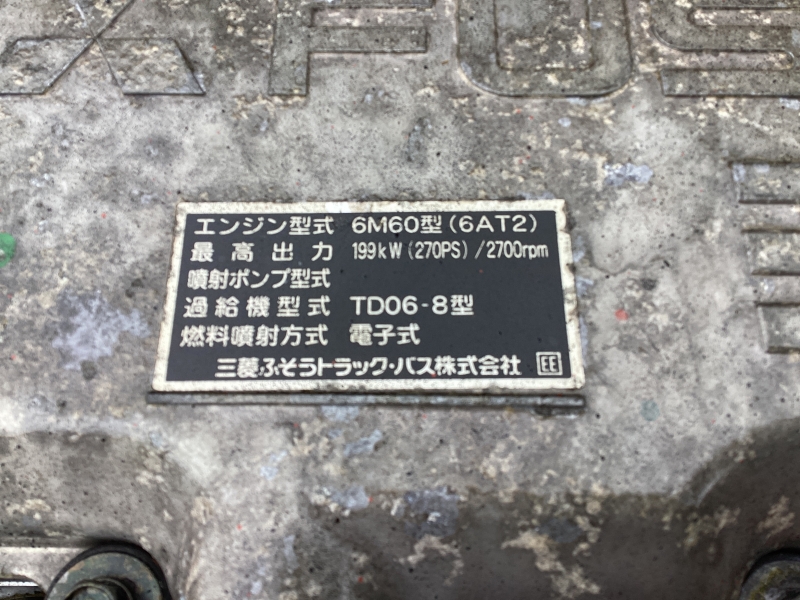 FUS
エンジン型式 6M60型(6AT2)
最高出力 199kW(270PS)/2700rpm
噴射ポンプ型式
過給機型式 TD06-8型
燃料噴射方式 電子式
三菱ふそうトラック・バス株式会社 EE